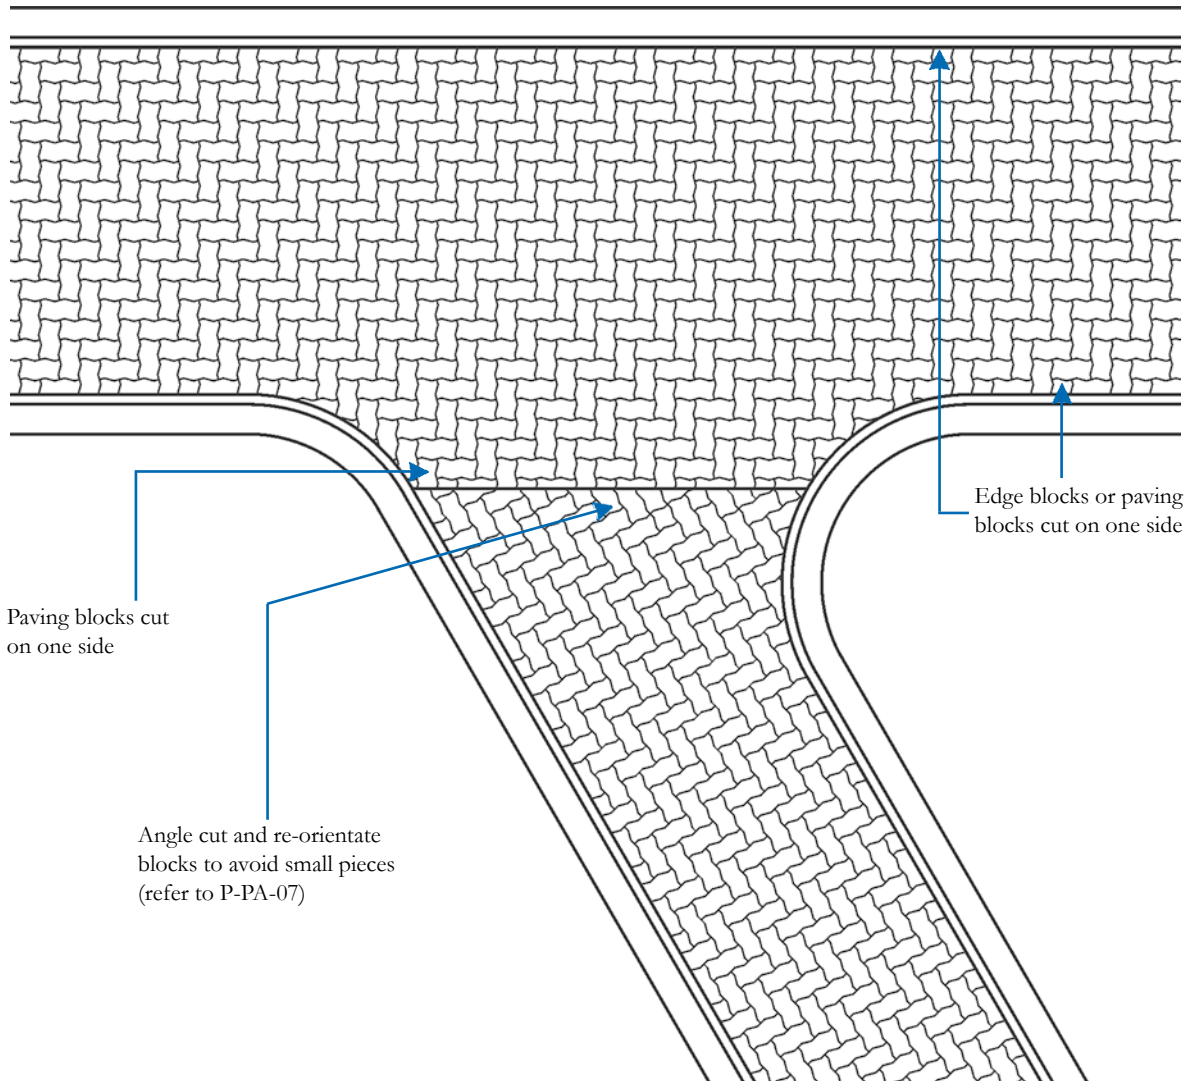 Edge blocks or paving
blocks cut on one side
Paving blocks cut
on one side
Angle cut and re-orientate
blocks to avoid small pieces
(refer to P-PA-07)